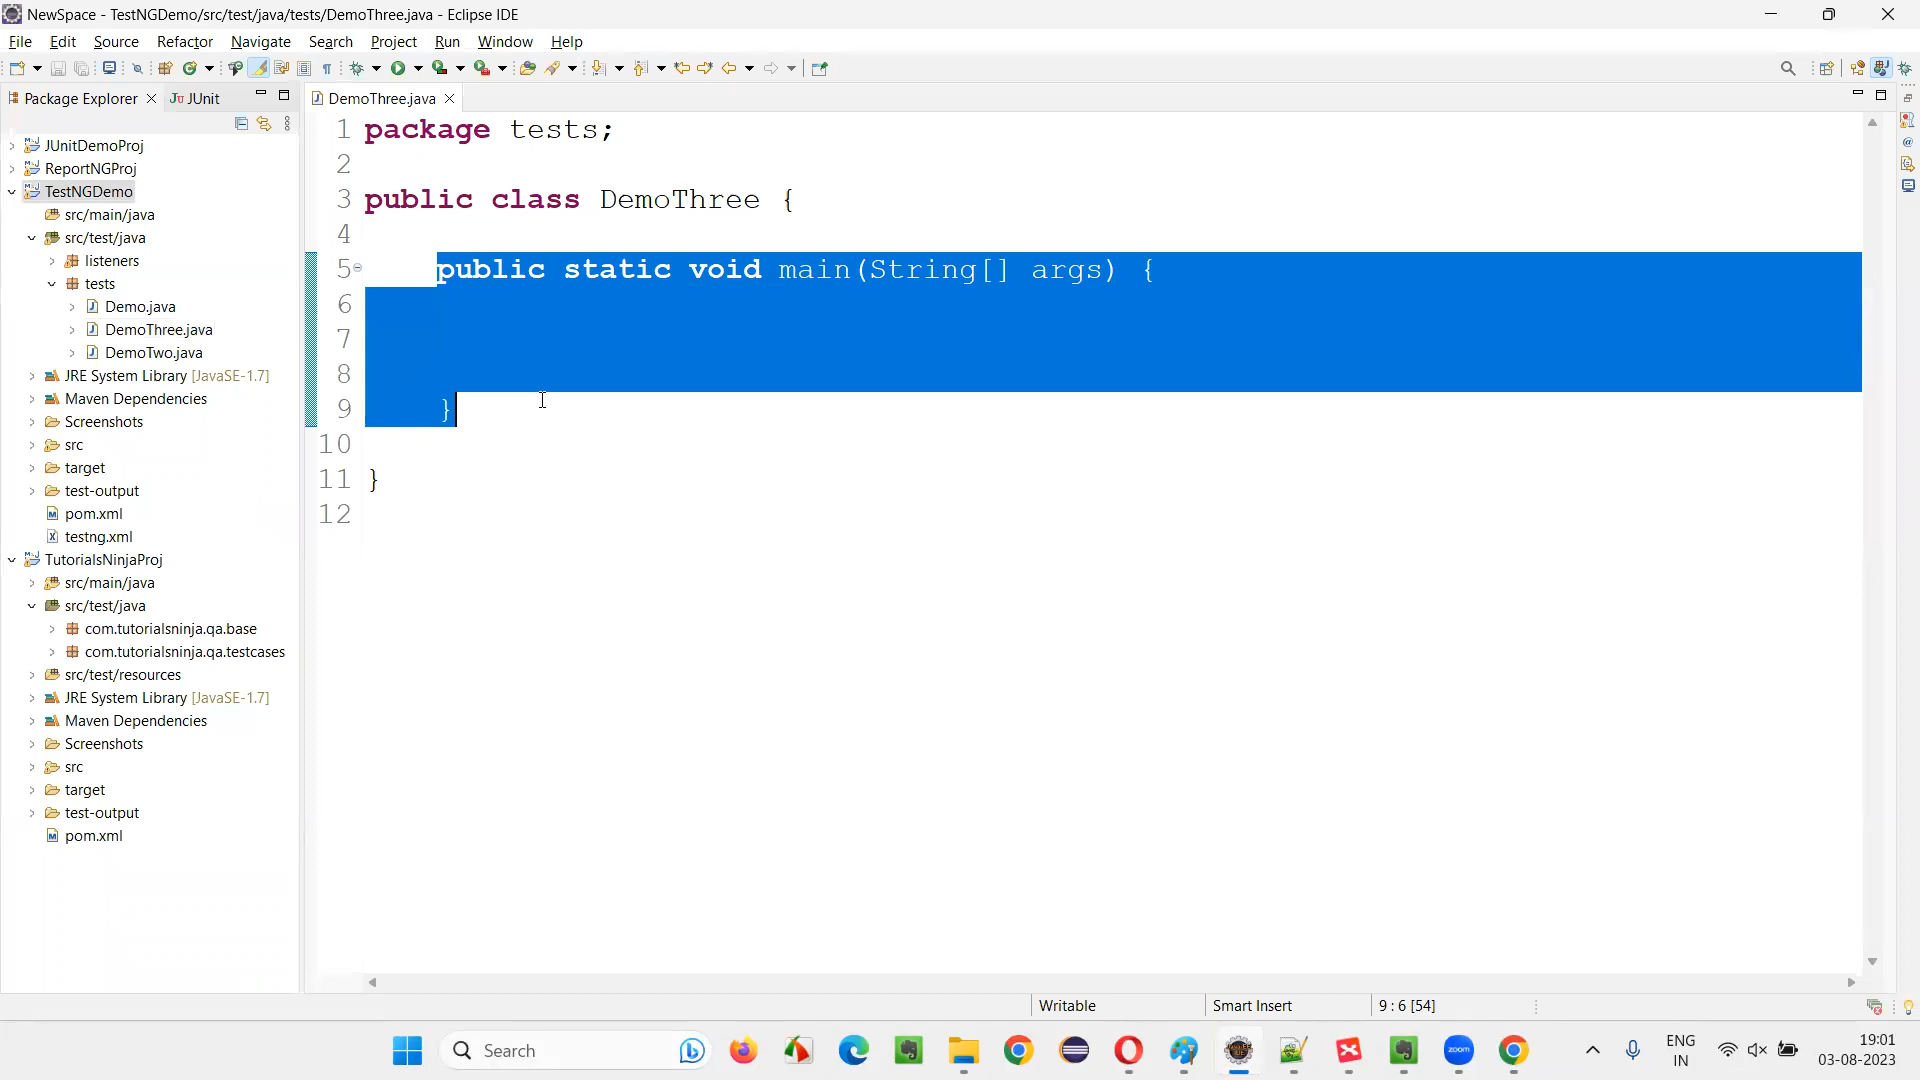 NewSpace - TestNGDemo/src/test/java/tests/DemoThree.java - Eclipse IDE
File Edit Source Refactor Navigate Search Project Run Window Help
Package Explorer JUnit
DemoThree.java
JUnitDemoProj
ReportNGProj
TestNGDemo
src/main/java
src/test/java
listeners
tests
Demo.java
DemoThree.java
DemoTwo.java
JRE System Library [JavaSE-1.7]
Maven Dependencies
Screenshots
src
target
test-output
pom.xml
testng.xml
TutorialsNinjaProj
src/main/java
src/test/java
com.tutorialsninja.qa.base
com.tutorialsninja.qa.testcases
src/test/resources
JRE System Library [JavaSE-1.7]
Maven Dependencies
Screenshots
src
target
test-output
pom.xml
1 package tests;
2
3 public class DemoThree {
4
5 public static void main(String[] args) {
6
7
8
9 }
10
11 }
12
Writable Smart Insert 9 : 6 [54]
Search
zoom
ENG
IN
19:01
03-08-2023